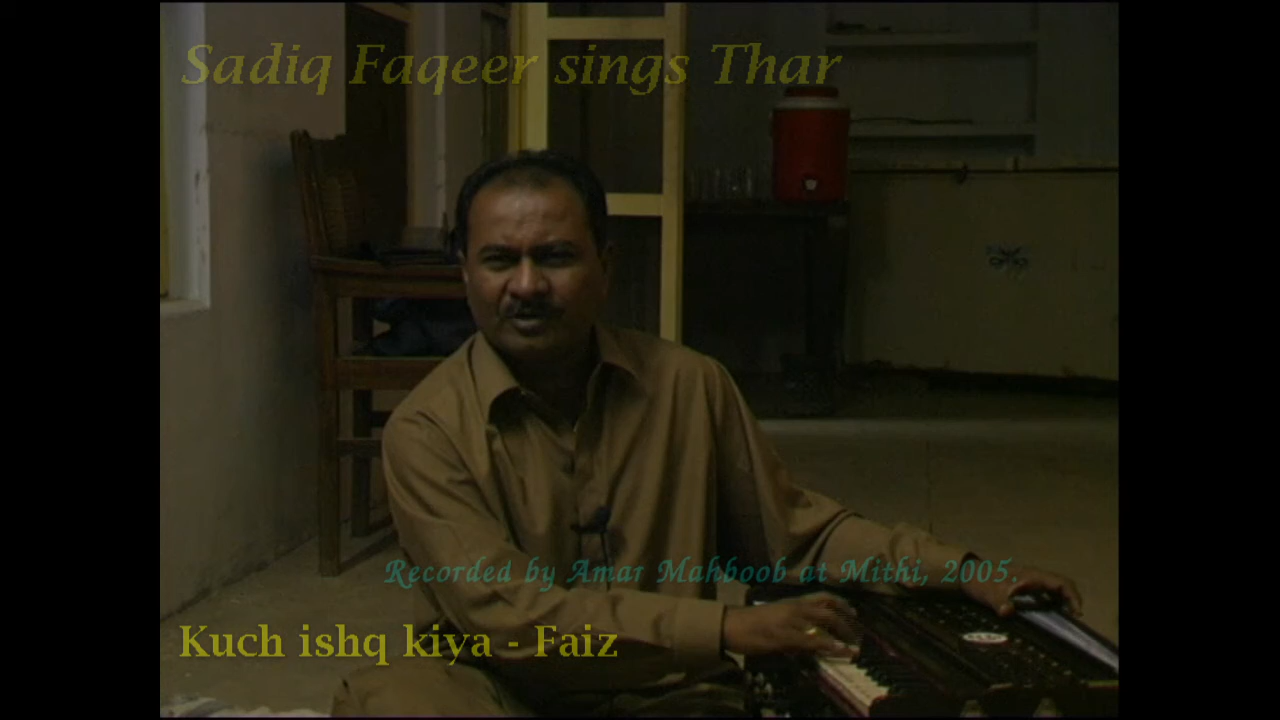 Sadiq Faqeer sings Thar
Recorded by Amar Mahboob at Mithi, 2005.
Kuch ishq kiya - Faiz